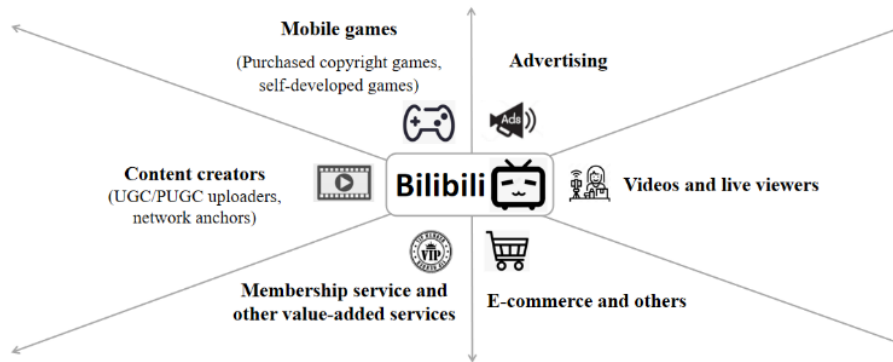 Mobile games
(Purchased copyright games,
self-developed games)
Advertising
Ads
Content creators
(UGC/PUGC uploaders,
network anchors)
Bilibili
Videos and live viewers
VIP
Membership service and
other value-added services
E-commerce and others